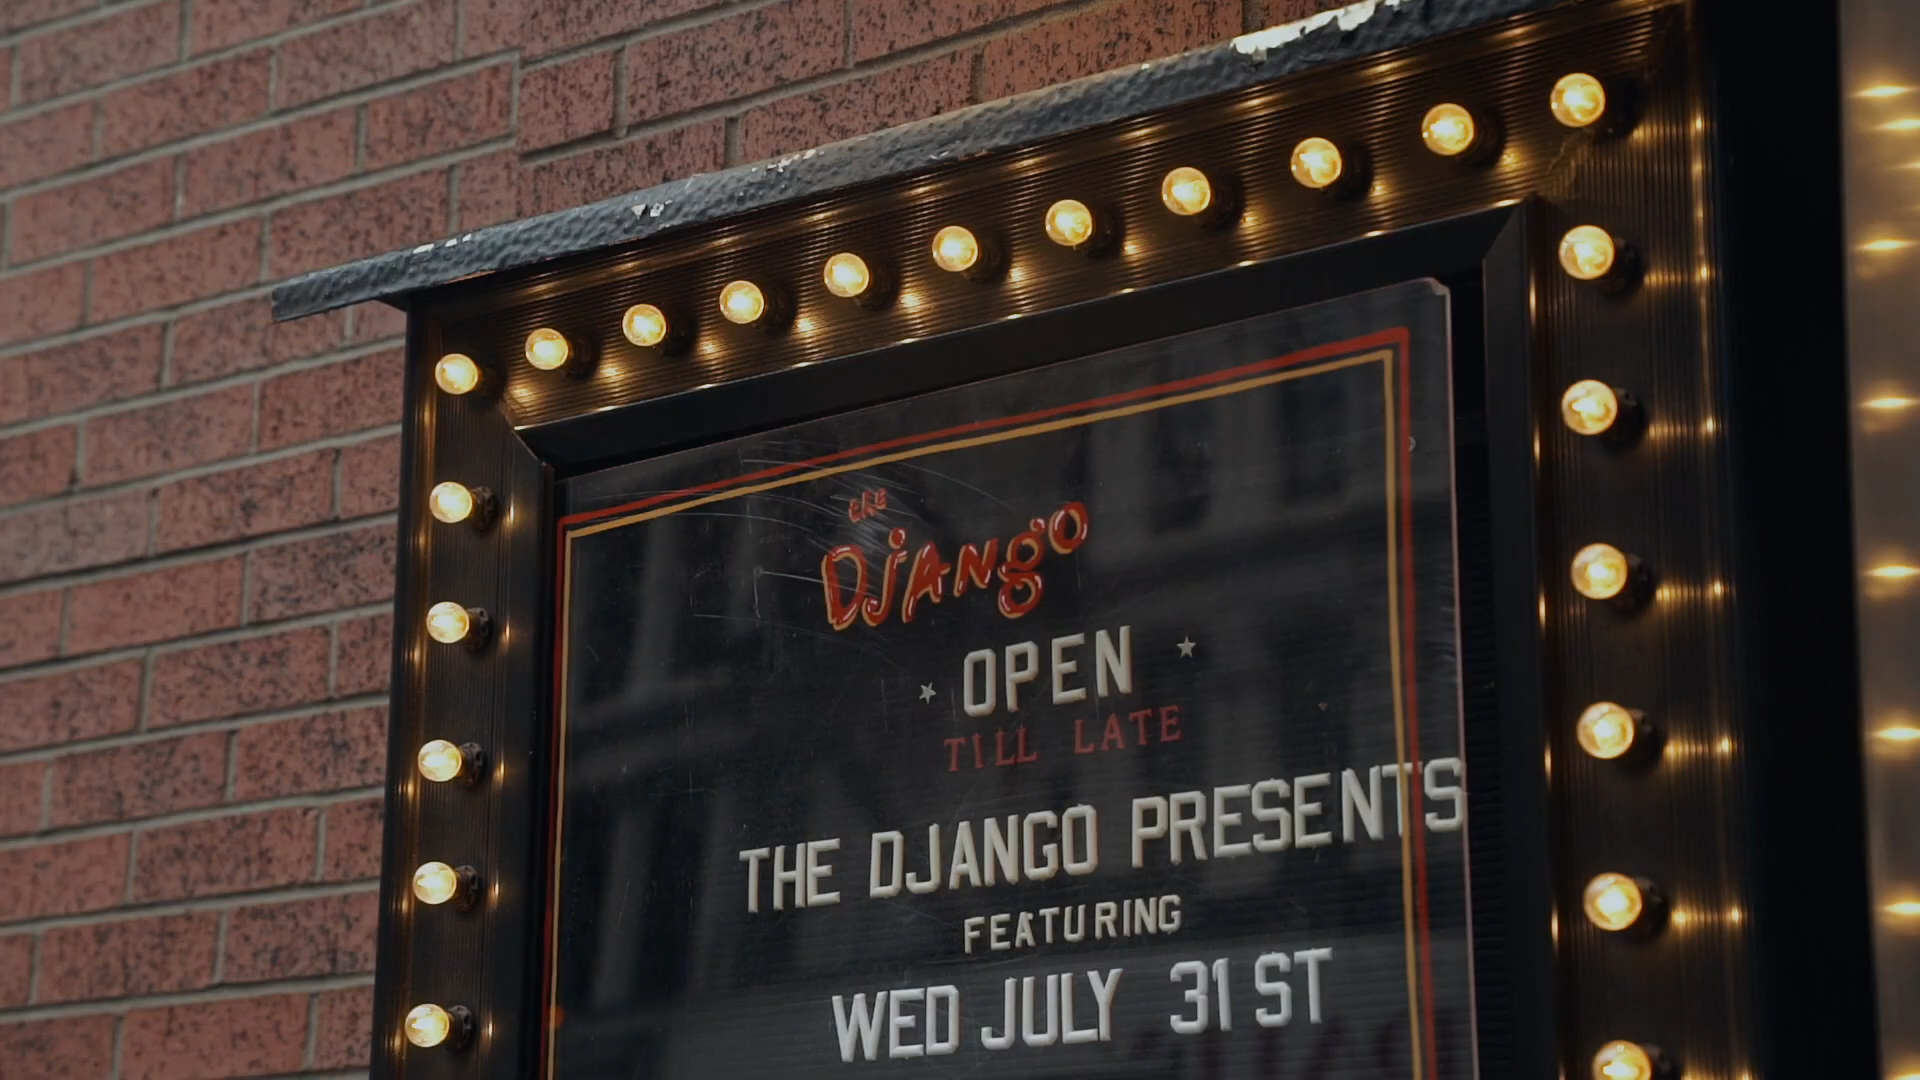 the
Django
OPEN
TILL LATE
THE DJANGO PRESENTS
FEATURING
WED JULY 31 ST